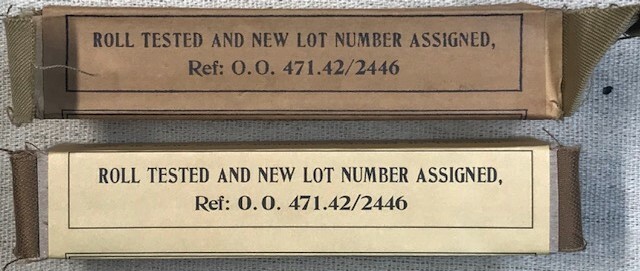 ROLL TESTED AND NEW LOT NUMBER ASSIGNED,
Ref: O.O. 471.42/2446
ROLL TESTED AND NEW LOT NUMBER ASSIGNED,
Ref: O.O. 471.42/2446